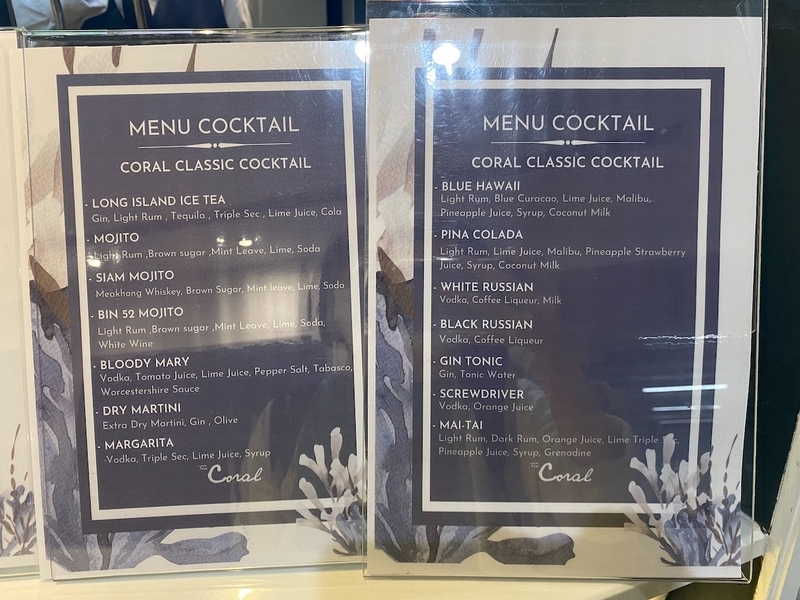 MENU COCKTAIL
CORAL CLASSIC COCKTAIL
- LONG ISLAND ICE TEA
Gin, Light Rum , Tequila , Triple Sec , Lime Juice, Cola
- MOJITO
Light Rum ,Brown sugar ,Mint Leave, Lime, Soda
- SIAM MOJITO
Meakhong Whiskey, Brown Sugar, Mint leave, Lime, Soda
- BIN 52 MOJITO
Light Rum ,Brown sugar ,Mint Leave, Lime, Soda,
White Wine
- BLOODY MARY
Vodka, Tomato Juice, Lime Juice, Pepper Salt, Tabasco,
Worcestershire Sauce
- DRY MARTINI
Extra Dry Martini, Gin , Olive
- MARGARITA
-Vodka, Triple Sec, Lime Juice, Syrup
The Coral
MENU COCKTAIL
CORAL CLASSIC COCKTAIL
- BLUE HAWAII
Light Rum, Blue Curacao, Lime Juice, Malibu,
Pineapple Juice, Syrup, Coconut Milk
- PINA COLADA
Light Rum, Lime Juice, Malibu, Pineapple Strawberry
Juice, Syrup, Coconut Milk
- WHITE RUSSIAN
Vodka, Coffee Liqueur, Milk
- BLACK RUSSIAN
Vodka, Coffee Liqueur
- GIN TONIC
Gin, Tonic Water
- SCREWDRIVER
Vodka, Orange Juice
- MAI-TAI
Light Rum, Dark Rum, Orange Juice, Lime Triple
Pineapple Juice, Syrup, Grenadine
The Coral